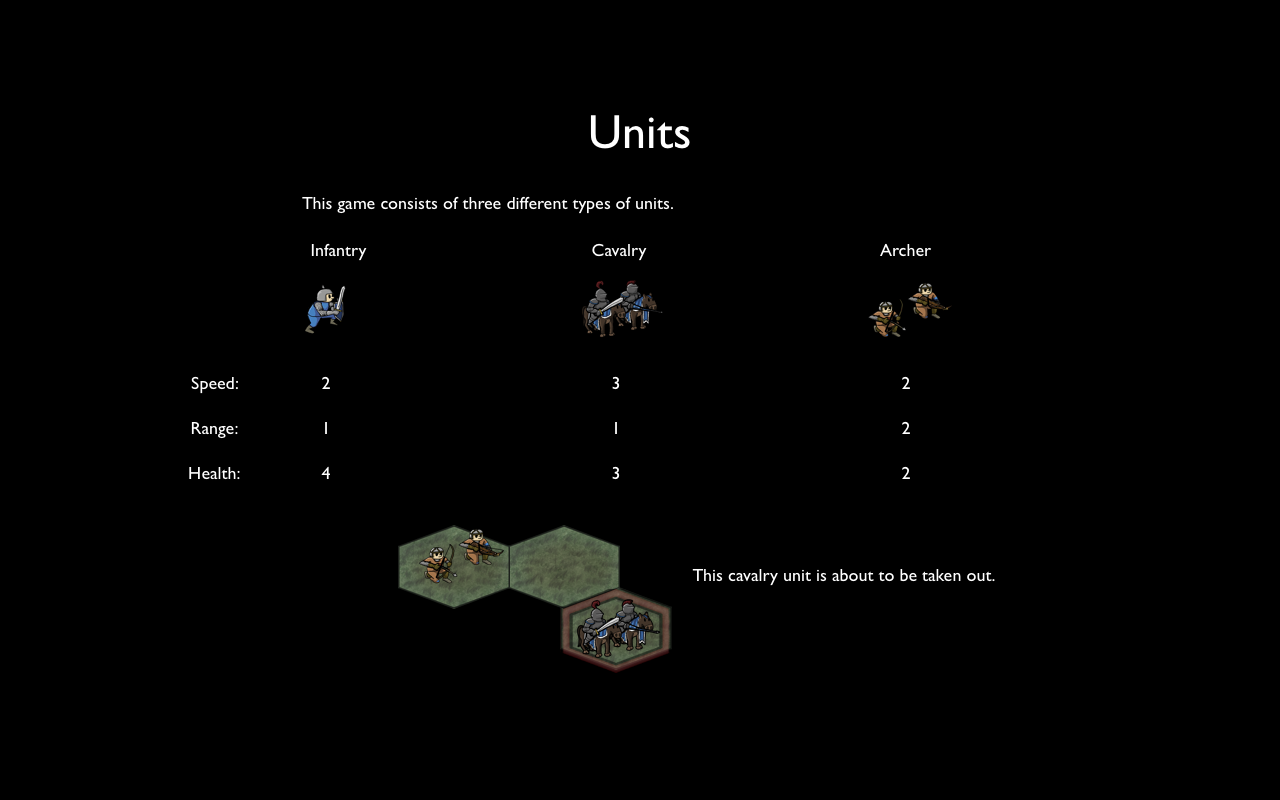 Units
This game consists of three different types of units.
Infantry Cavalry Archer
Speed: 2 3 2
Range: 1 1 2
Health: 4 3 2
This cavalry unit is about to be taken out.